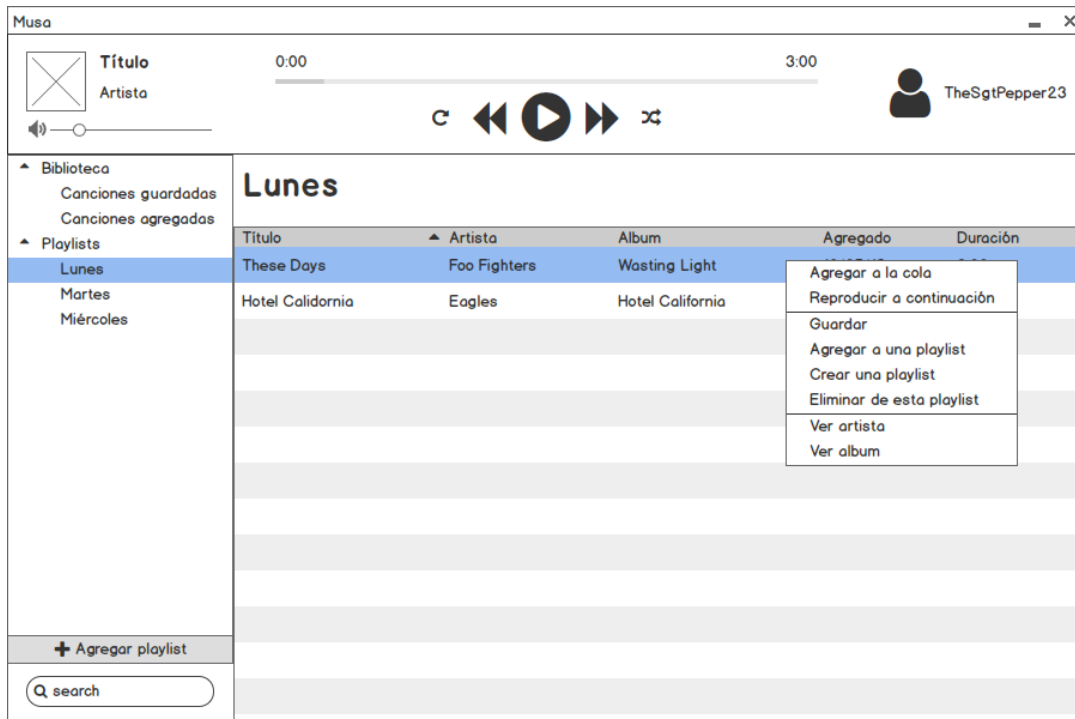 Musa
Título
Artista
0:00 3:00
TheSgtPepper23
Biblioteca
Canciones guardadas
Canciones agregadas
Playlists
Lunes
Martes
Miércoles
Agregar playlist
search
Lunes
Título Artista Album Agregado Duración
These Days Foo Fighters Wasting Light
Hotel Calidornia Eagles Hotel California
Agregar a la cola
Reproducir a continuación
Guardar
Agregar a una playlist
Crear una playlist
Eliminar de esta playlist
Ver artista
Ver album